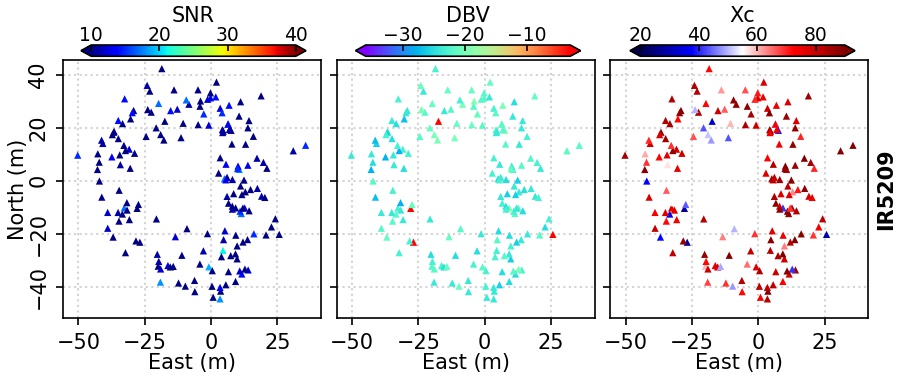 SNR DBV Xc
10 20 30 40 −30 −20 −10 20 40 60 80
40
20
0
−20
−40
North (m)
−50 −25 0 25 −50 −25 0 25 −50 −25 0 25
East (m) East (m) East (m)
IR5209